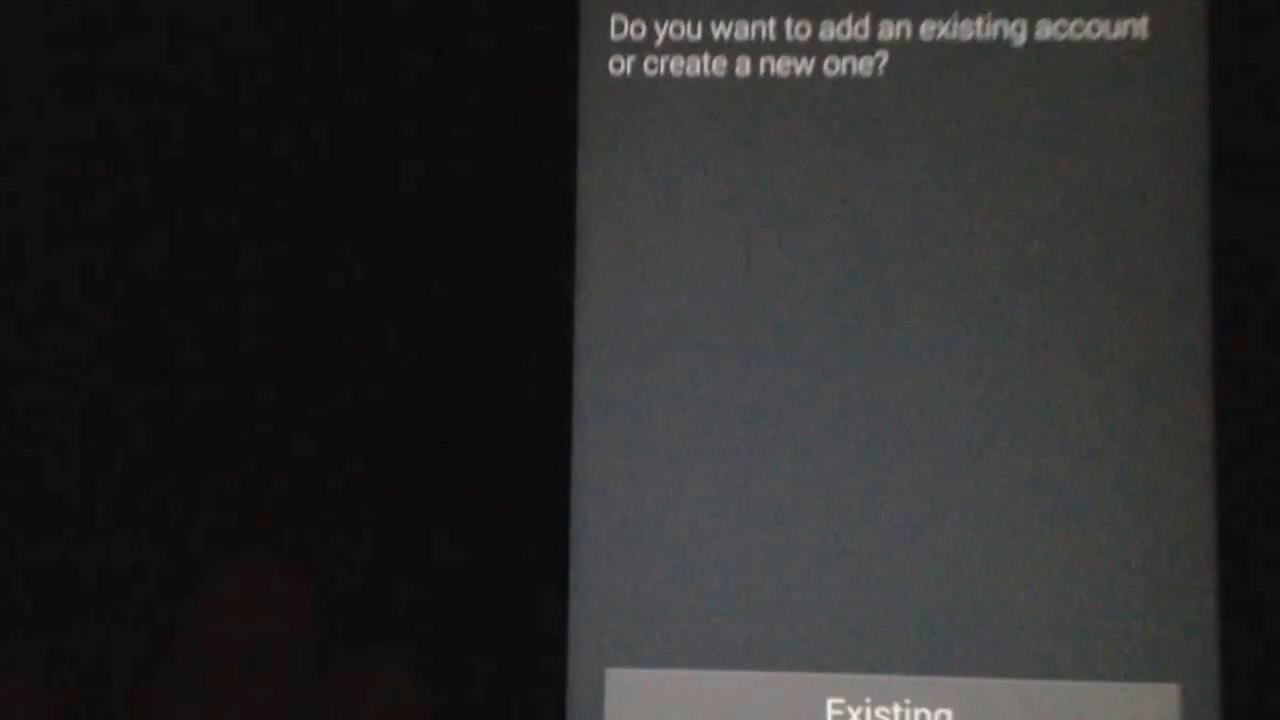 Do you want to add an existing account
or create a new one?
Existing